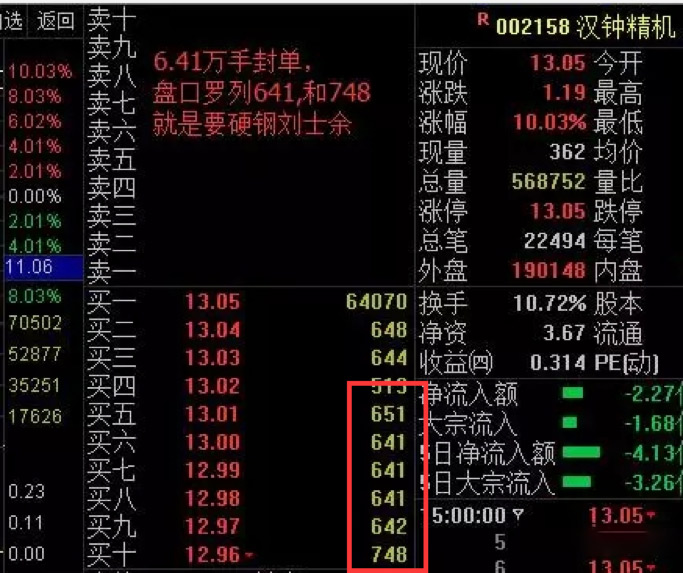 选 返回
10.03%
8.03%
6.02%
4.01%
2.01%
0.00%
2.01%
4.01%
11.06
8.03%
70502
52877
35251
17626
0.23
0.11
0.00
卖十
卖九
卖八
卖七
卖六
卖五
卖四
卖三
卖二
卖一
6.41万手封单，
盘口罗列641,和748
就是要硬钢刘士余
买一 13.05 64070
买二 13.04 648
买三 13.03 644
买四 13.02 513
买五 13.01 651
买六 13.00 641
买七 12.99 641
买八 12.98 641
买九 12.97 642
买十 12.96 748
R 002158 汉钟精机
现价 13.05 今开
涨跌 1.19 最高
涨幅 10.03% 最低
现量 362 均价
总量 568752 量比
涨停 13.05 跌停
总笔 22494 每笔
外盘 190148 内盘
换手 10.72% 股本
净资 3.67 流通
收益㈣ 0.314 PE(动)
净流入额 -2.27亿
大宗流入 -1.68亿
5日净流入额 -4.13亿
5日大宗流入 -3.26亿
15:00:00 13.05
5
6 13.05